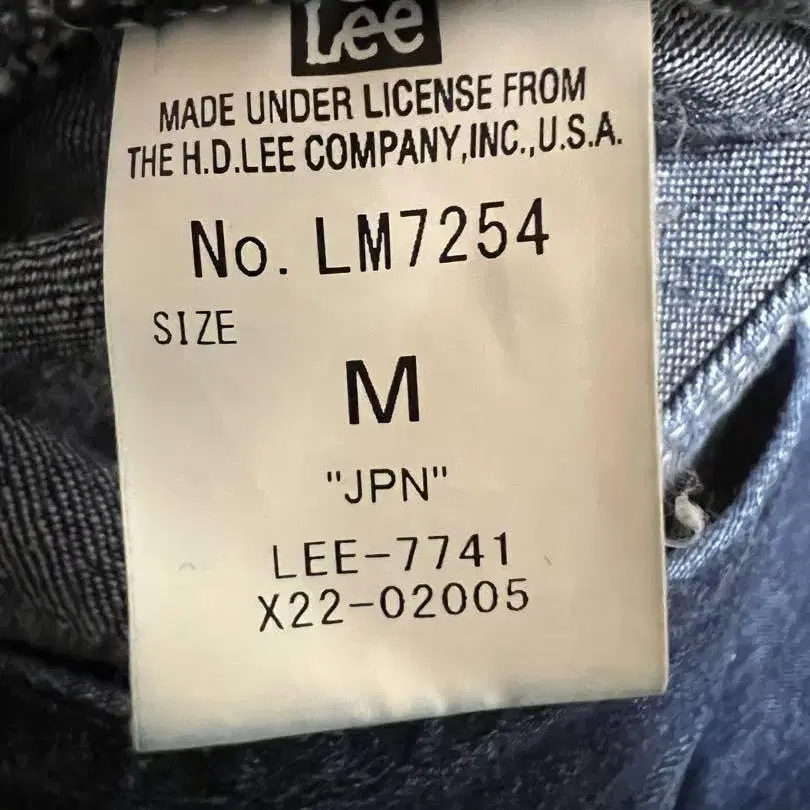 Lee
MADE UNDER LICENSE FROM
THE H.D.LEE COMPANY,INC.,U.S.A.
No. LM7254
SIZE
M
"JPN"
LEE-7741
X22-02005